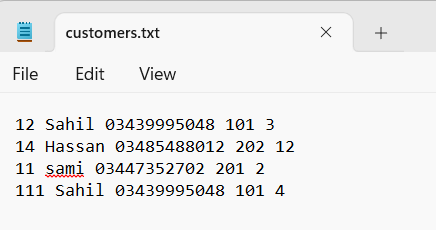 customers.txt
File Edit View
12 Sahil 03439995048 101 3
14 Hassan 03485488012 202 12
11 sami 03447352702 201 2
111 Sahil 03439995048 101 4